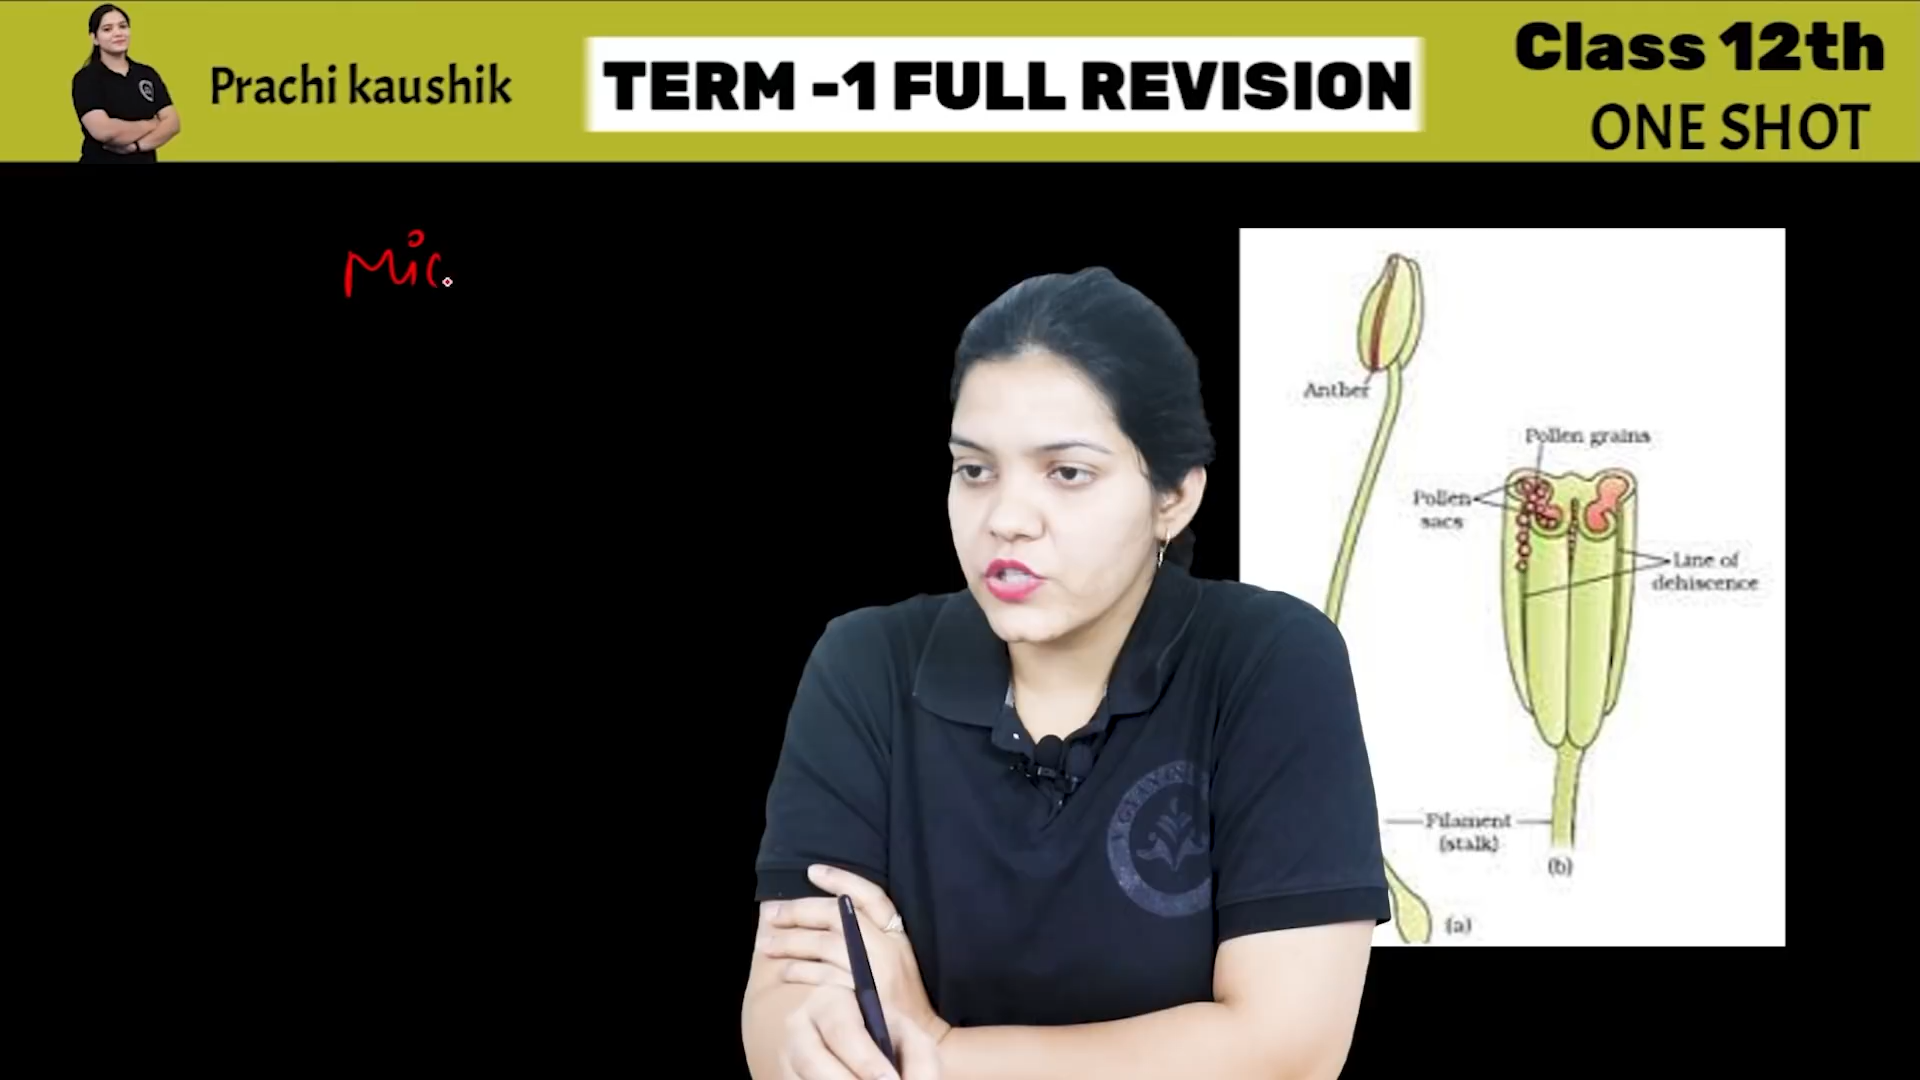 Prachi kaushik
TERM -1 FULL REVISION
Class 12th
ONE SHOT
Mic
Anther
Pollen grains
Pollen
sacs
Line of
dehiscence
Filament
(stalk)
(b)
(a)